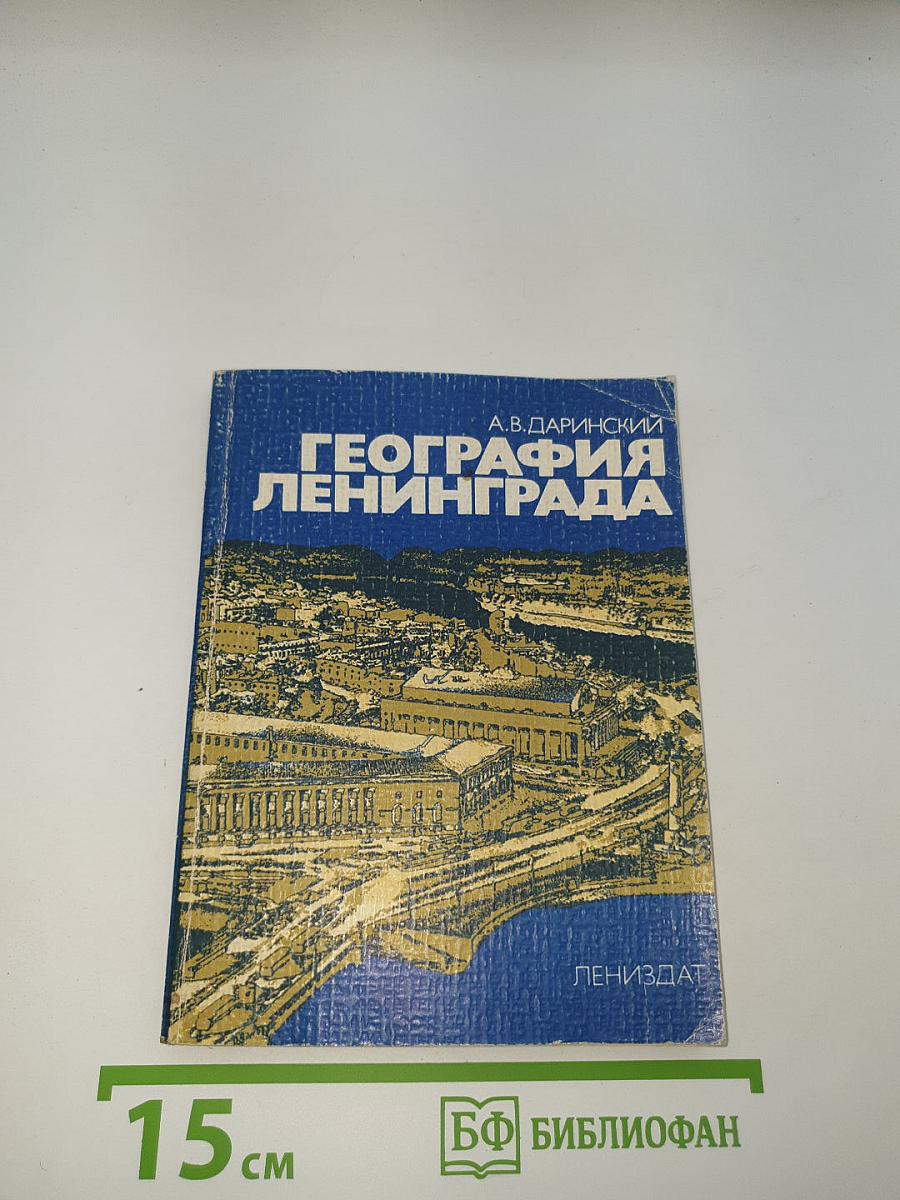 А.В.ДАРИНСКИЙ
ГЕОГРАФИЯ
ЛЕНИНГРАДА
ЛЕНИЗДАТ
15 см
БФ БИБЛИОФАН